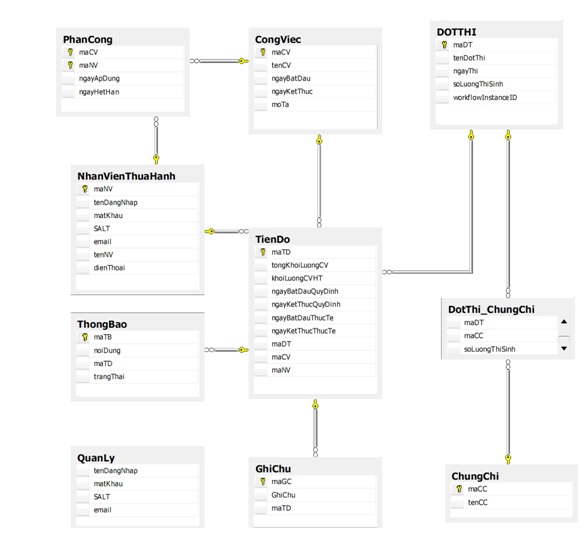 PhanCong
maCV
maNV
ngayApDung
ngayHetHan
CongViec
maCV
tenCV
ngayBatDau
ngayKetThuc
moTa
DOTTHI
maDT
tenDotThi
ngayThi
soLuongThiSinh
workflowInstanceID
NhanVienThuaHanh
maNV
tenDangNhap
matKhau
SALT
email
tenNV
dienThoai
TienDo
maTD
tongKhoiLuongCV
khoiLuongCVHT
ngayBatDauQuyDinh
ngayKetThucQuyDinh
ngayBatDauThucTe
ngayKetThucThucTe
maDT
maCV
maNV
DotThi_ChungChi
maDT
maCC
soLuongThiSinh
ThongBao
maTB
noiDung
maTD
trangThai
QuanLy
tenDangNhap
matKhau
SALT
email
GhiChu
maGC
GhiChu
maTD
ChungChi
maCC
tenCC